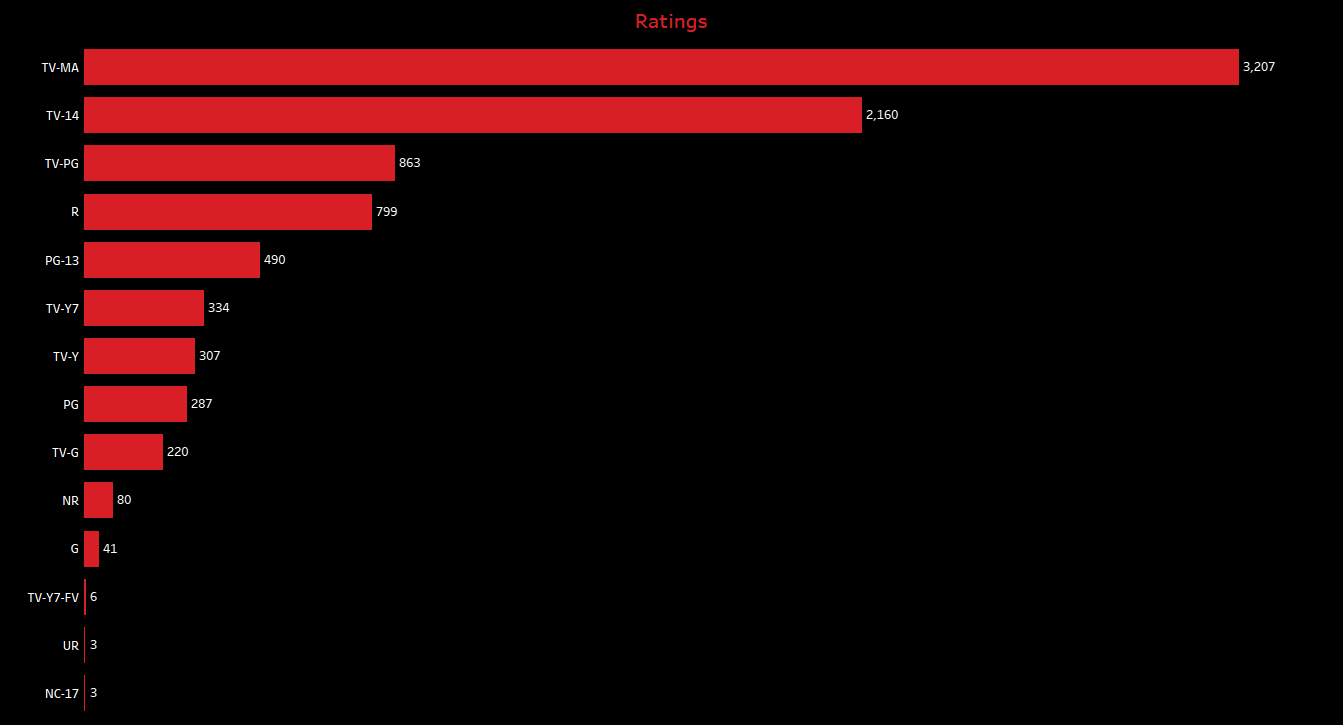 Ratings
TV-MA 3,207
TV-14 2,160
TV-PG 863
R 799
PG-13 490
TV-Y7 334
TV-Y 307
PG 287
TV-G 220
NR 80
G 41
TV-Y7-FV 6
UR 3
NC-17 3